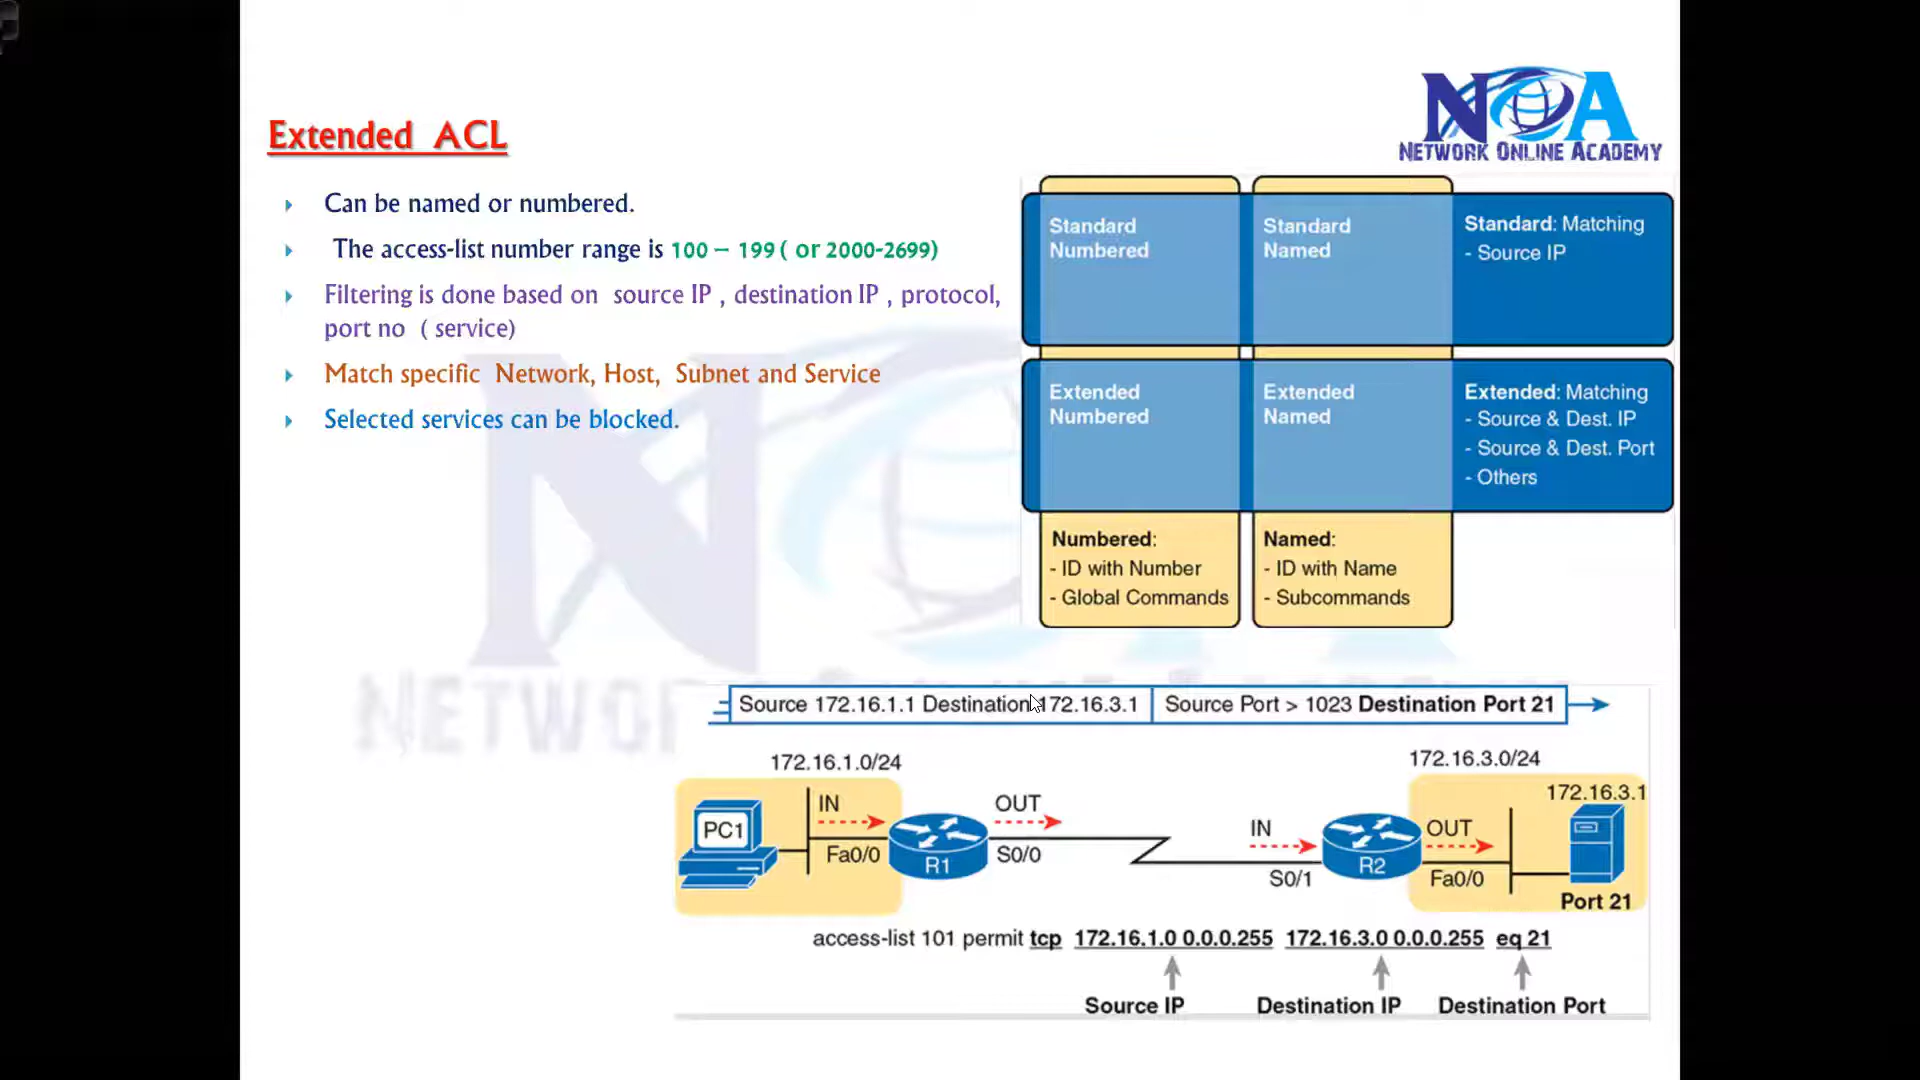 NOA
NETWORK ONLINE ACADEMY
Extended ACL
Can be named or numbered.
The access-list number range is 100 – 199 ( or 2000-2699)
Filtering is done based on source IP , destination IP , protocol,
port no ( service)
Match specific Network, Host, Subnet and Service
Selected services can be blocked.
Standard
Numbered
Standard
Named
Standard: Matching
- Source IP
Extended
Numbered
Extended
Named
Extended: Matching
- Source & Dest. IP
- Source & Dest. Port
- Others
Numbered:
- ID with Number
- Global Commands
Named:
- ID with Name
- Subcommands
Source 172.16.1.1 Destination 172.16.3.1
Source Port > 1023 Destination Port 21
172.16.1.0/24
172.16.3.0/24
172.16.3.1
PC1
IN
Fa0/0
R1
OUT
S0/0
IN
S0/1
R2
OUT
Fa0/0
Port 21
access-list 101 permit tcp 172.16.1.0 0.0.0.255 172.16.3.0 0.0.0.255 eq 21
Source IP
Destination IP
Destination Port